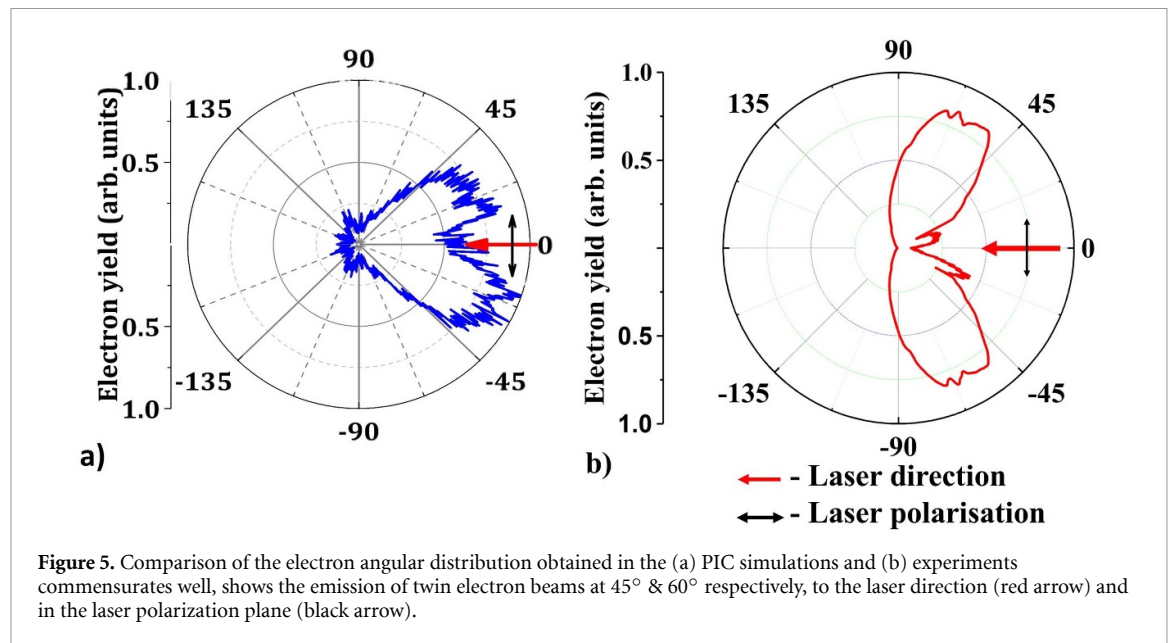 90
1.0
135
45
0.5
Electron yield (arb. units)
0
0.5
-135
-45
1.0
-90
a)
90
1.0
135
45
0.5
Electron yield (arb. units)
0
0.5
-135
-45
1.0
-90
b)
- Laser direction
- Laser polarisation
Figure 5. Comparison of the electron angular distribution obtained in the (a) PIC simulations and (b) experiments
commensurates well, shows the emission of twin electron beams at 45° & 60° respectively, to the laser direction (red arrow) and
in the laser polarization plane (black arrow).